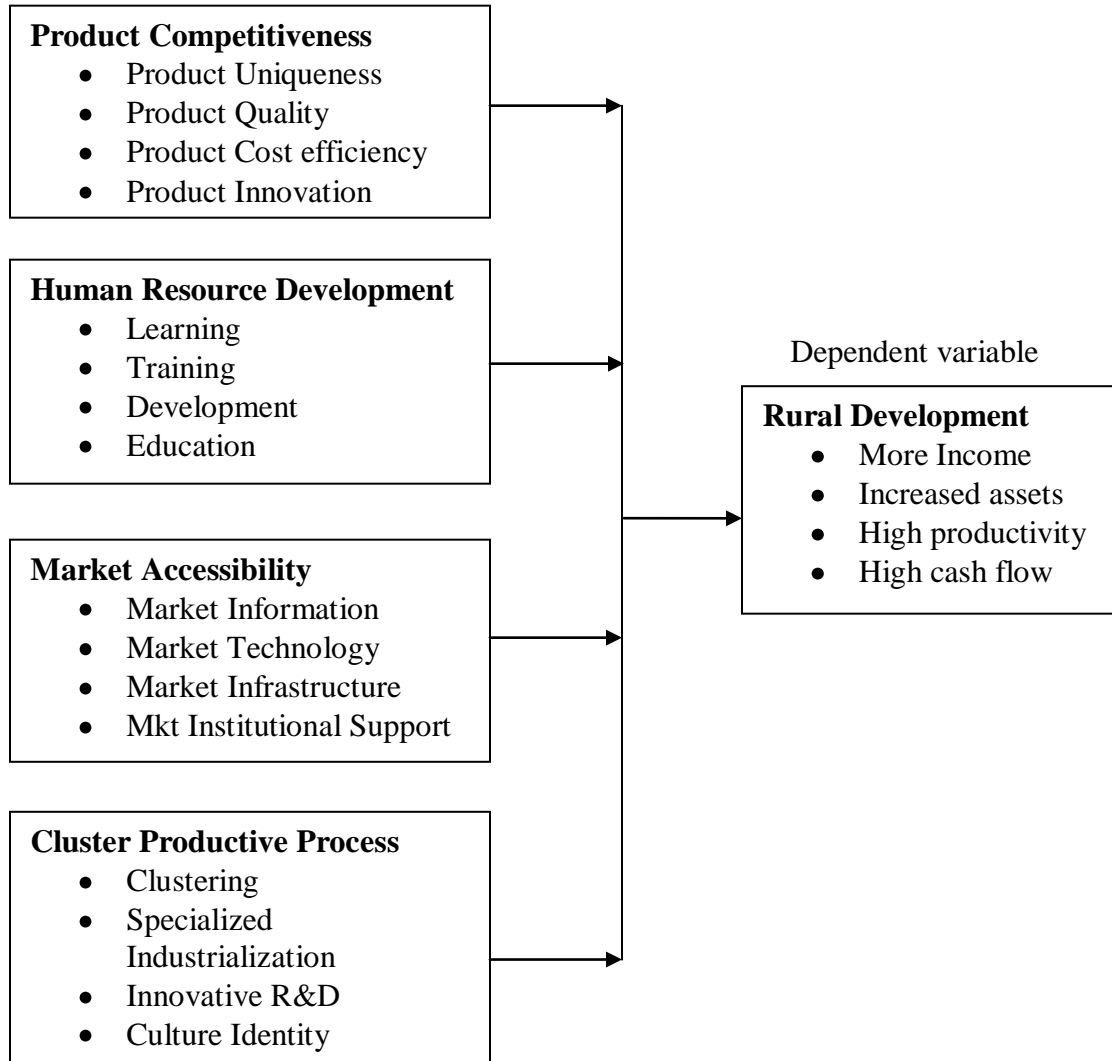 Product Competitiveness
• Product Uniqueness
• Product Quality
• Product Cost efficiency
• Product Innovation
Human Resource Development
• Learning
• Training
• Development
• Education
Market Accessibility
• Market Information
• Market Technology
• Market Infrastructure
• Mkt Institutional Support
Cluster Productive Process
• Clustering
• Specialized
Industrialization
• Innovative R&D
• Culture Identity
Dependent variable
Rural Development
• More Income
• Increased assets
• High productivity
• High cash flow